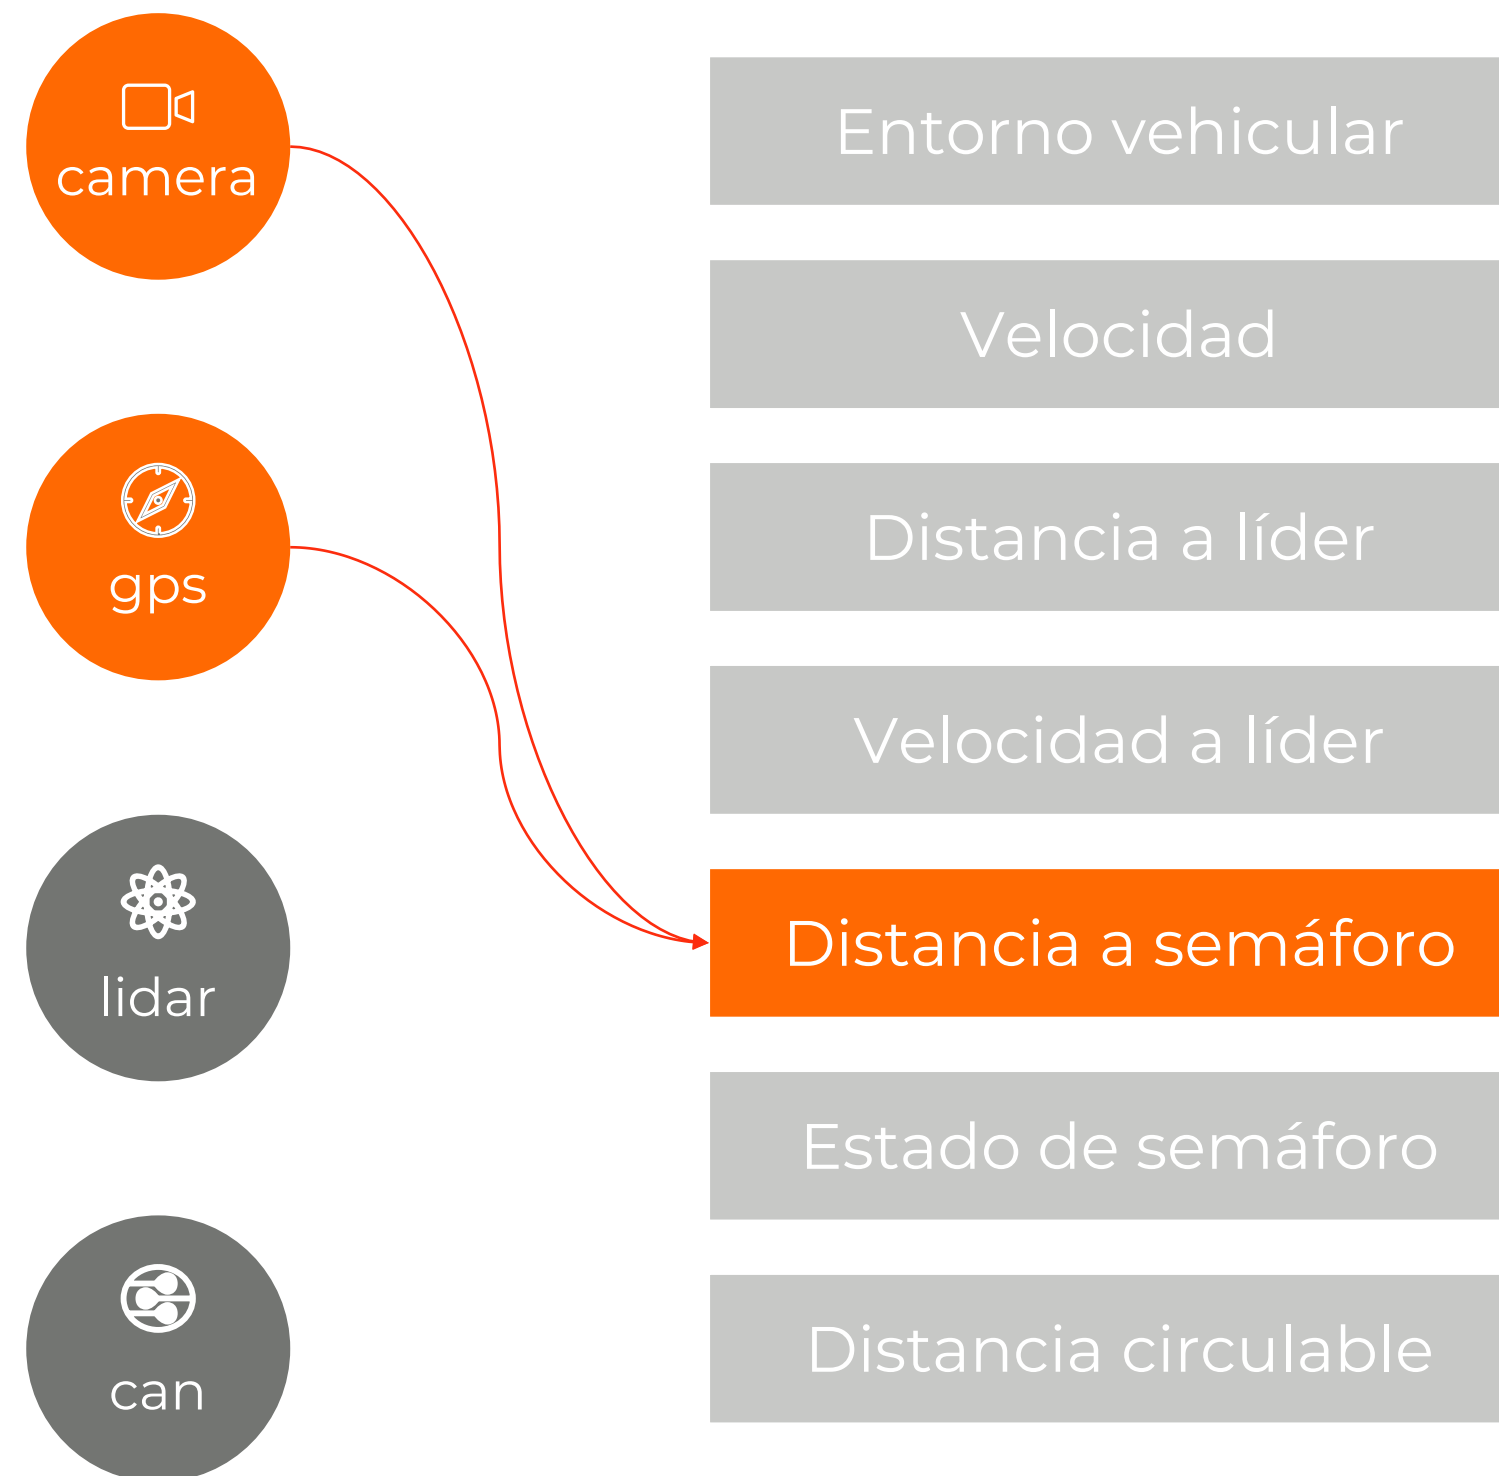 camera
gps
lidar
can
Entorno vehicular
Velocidad
Distancia a líder
Velocidad a líder
Distancia a semáforo
Estado de semáforo
Distancia circulable